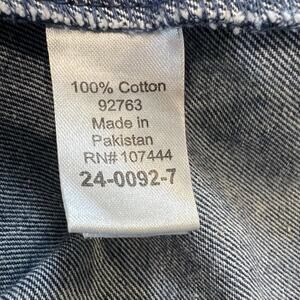 100% Cotton
92763
Made in
Pakistan
RN#107444
24-0092-7